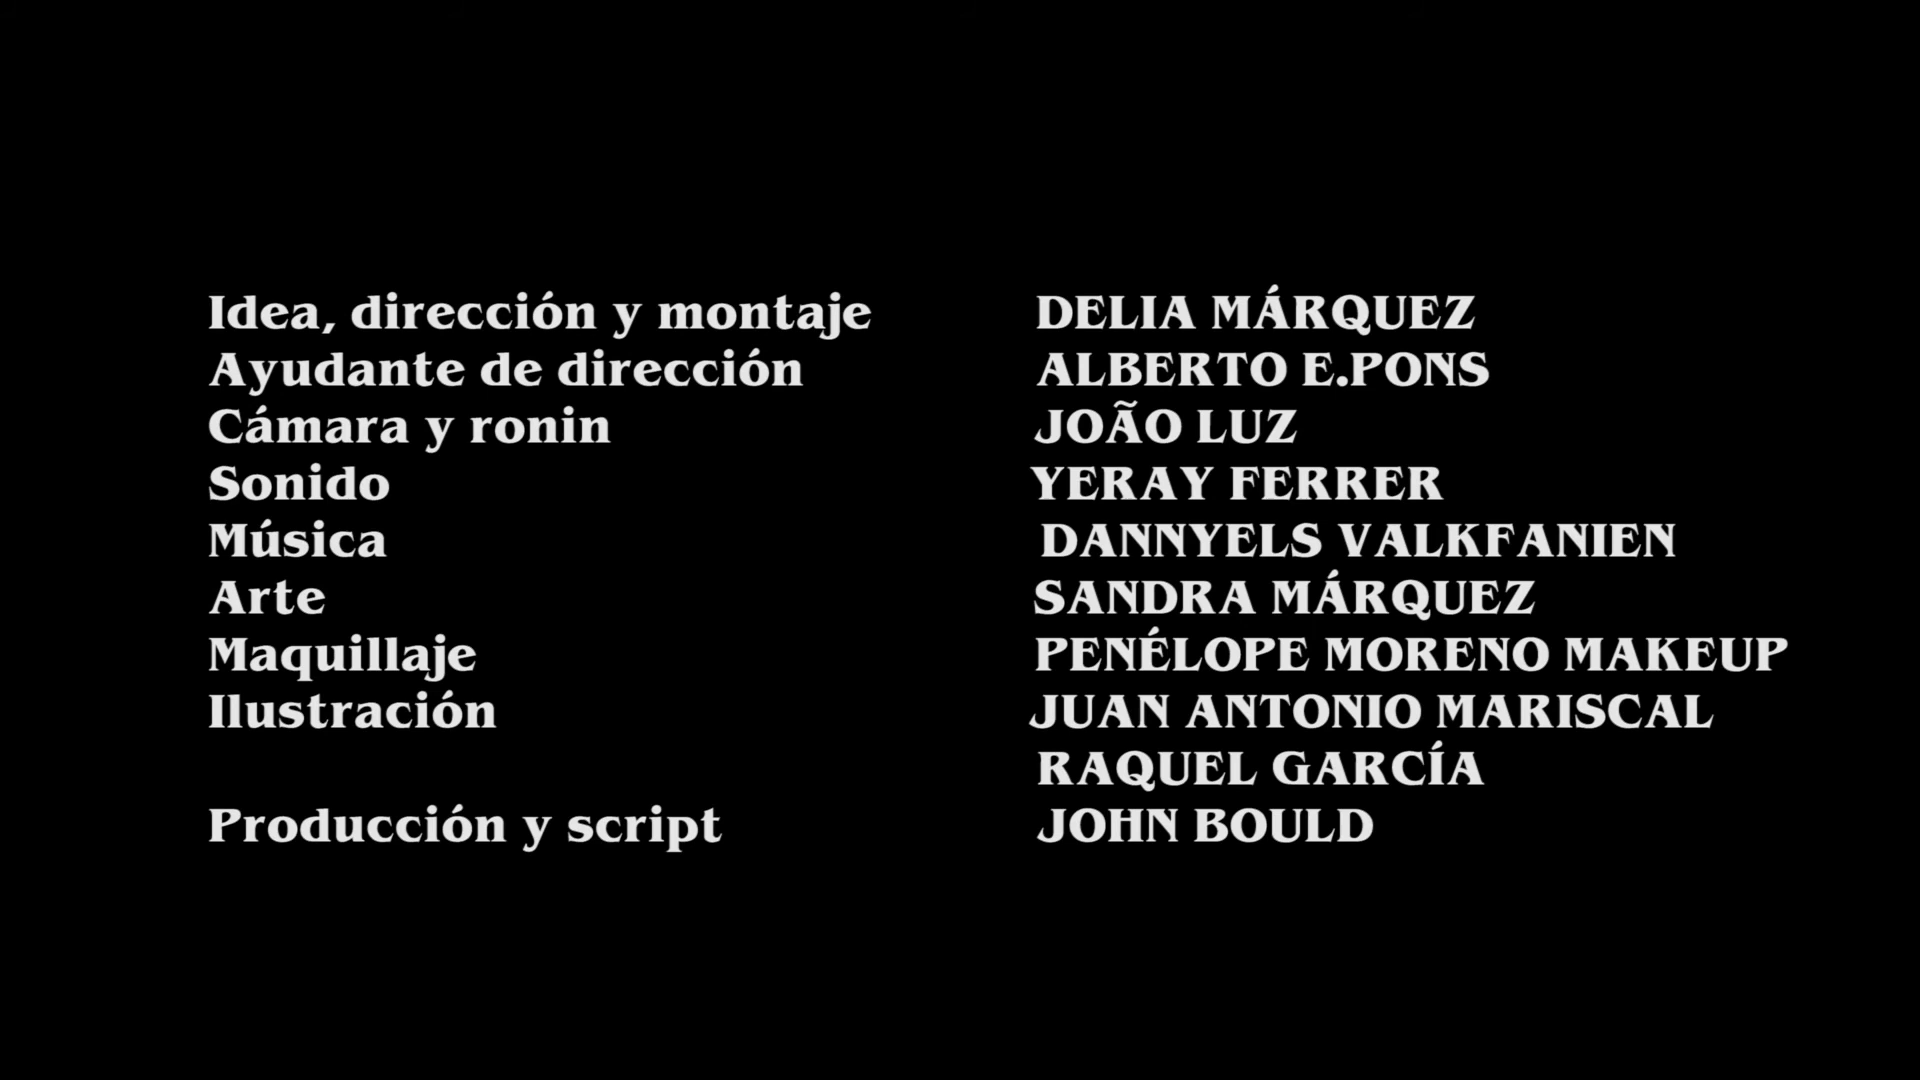 Idea, dirección y montaje DELIA MÁRQUEZ
Ayudante de dirección ALBERTO E.PONS
Cámara y ronin JOÃO LUZ
Sonido YERAY FERRER
Música DANNYELS VALKFANIEN
Arte SANDRA MÁRQUEZ
Maquillaje PENÉLOPE MORENO MAKEUP
Ilustración JUAN ANTONIO MARISCAL
RAQUEL GARCÍA
Producción y script JOHN BOULD